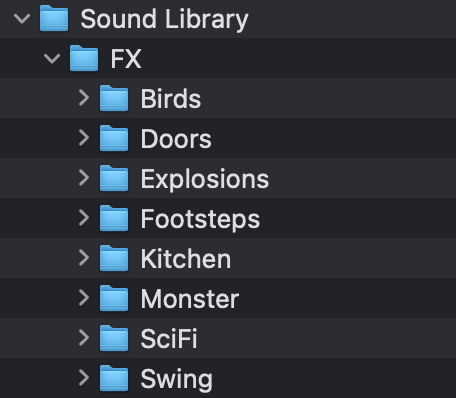 Sound Library
FX
Birds
Doors
Explosions
Footsteps
Kitchen
Monster
SciFi
Swing